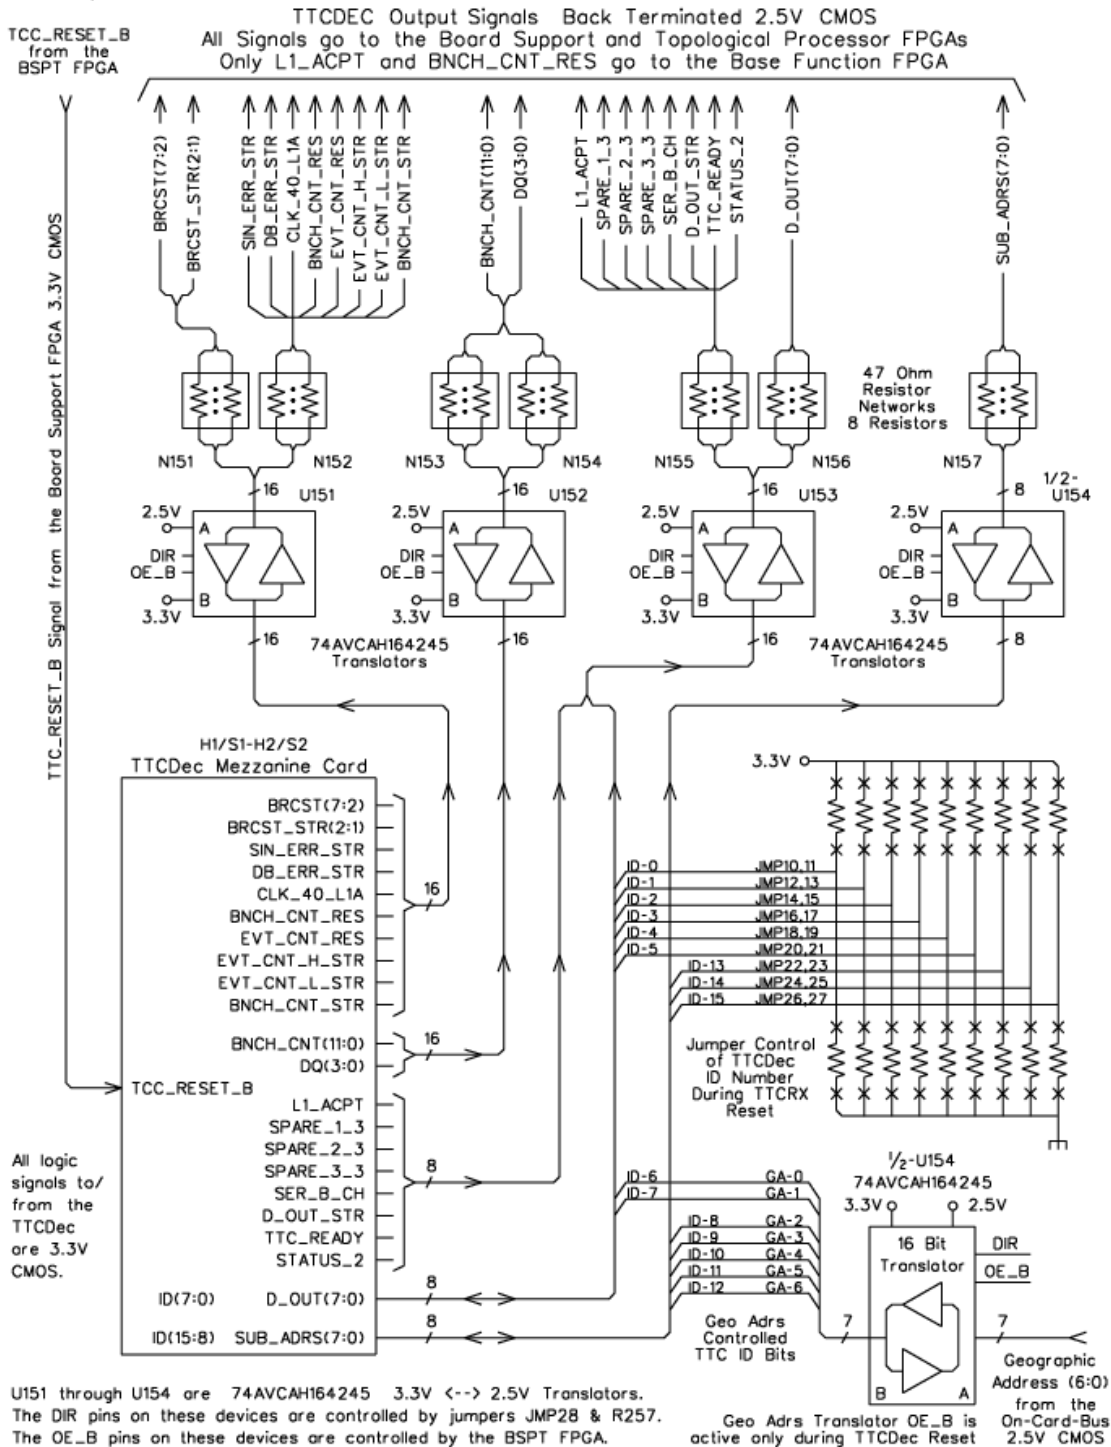 TTCDEC Output Signals Back Terminated 2.5V CMOS
All Signals go to the Board Support and Topological Processor FPGAs
Only L1_ACPT and BNCH_CNT_RES go to the Base Function FPGA
TCC_RESET_B
from the
BSPT FPGA
TTC_RESET_B Signal from the Board Support FPGA 3.3V CMOS
BRCST(7:2)
BRCST_STR(2:1)
SIN_ERR_STR
DB_ERR_STR
CLK_40_L1A
BNCH_CNT_RES
EVT_CNT_RES
EVT_CNT_H_STR
EVT_CNT_L_STR
BNCH_CNT_STR
BNCH_CNT(11:0)
DQ(3:0)
L1_ACPT
SPARE_1_3
SPARE_2_3
SPARE_3_3
SER_B_CH
D_OUT_STR
TTC_READY
STATUS_2
D_OUT(7:0)
SUB_ADRS(7:0)
47 Ohm
Resistor
Networks
8 Resistors
N151
N152
N153
N154
N155
N156
N157
16
U151
16
U152
16
U153
8
1/2-
U154
2.5V
A
DIR
OE_B
B
3.3V
2.5V
A
DIR
OE_B
B
3.3V
2.5V
A
DIR
OE_B
B
3.3V
2.5V
A
DIR
OE_B
B
3.3V
16
74AVCAH164245
Translators
16
16
74AVCAH164245
Translators
8
H1/S1-H2/S2
TTCDec Mezzanine Card
BRCST(7:2)
BRCST_STR(2:1)
SIN_ERR_STR
DB_ERR_STR
CLK_40_L1A
BNCH_CNT_RES
EVT_CNT_RES
EVT_CNT_H_STR
EVT_CNT_L_STR
BNCH_CNT_STR
16
BNCH_CNT(11:0)
DQ(3:0)
16
TCC_RESET_B
L1_ACPT
SPARE_1_3
SPARE_2_3
SPARE_3_3
SER_B_CH
D_OUT_STR
TTC_READY
STATUS_2
8
ID(7:0) D_OUT(7:0)
8
ID(15:8) SUB_ADRS(7:0)
8
All logic
signals to/
from the
TTCDec
are 3.3V
CMOS.
3.3V
ID-0 JMP10,11
ID-1 JMP12,13
ID-2 JMP14,15
ID-3 JMP16,17
ID-4 JMP18,19
ID-5 JMP20,21
ID-13 JMP22,23
ID-14 JMP24,25
ID-15 JMP26,27
Jumper Control
of TTCDec
ID Number
During TTCRX
Reset
ID-6 GA-0
ID-7 GA-1
ID-8 GA-2
ID-9 GA-3
ID-10 GA-4
ID-11 GA-5
ID-12 GA-6
Geo Adrs
Controlled
TTC ID Bits
7
½-U154
74AVCAH164245
3.3V 2.5V
16 Bit
Translator
DIR
OE_B
B A
7
Geographic
Address (6:0)
from the
On-Card-Bus
2.5V CMOS
Geo Adrs Translator OE_B is
active only during TTCDec Reset
U151 through U154 are 74AVCAH164245 3.3V <--> 2.5V Translators.
The DIR pins on these devices are controlled by jumpers JMP28 & R257.
The OE_B pins on these devices are controlled by the BSPT FPGA.